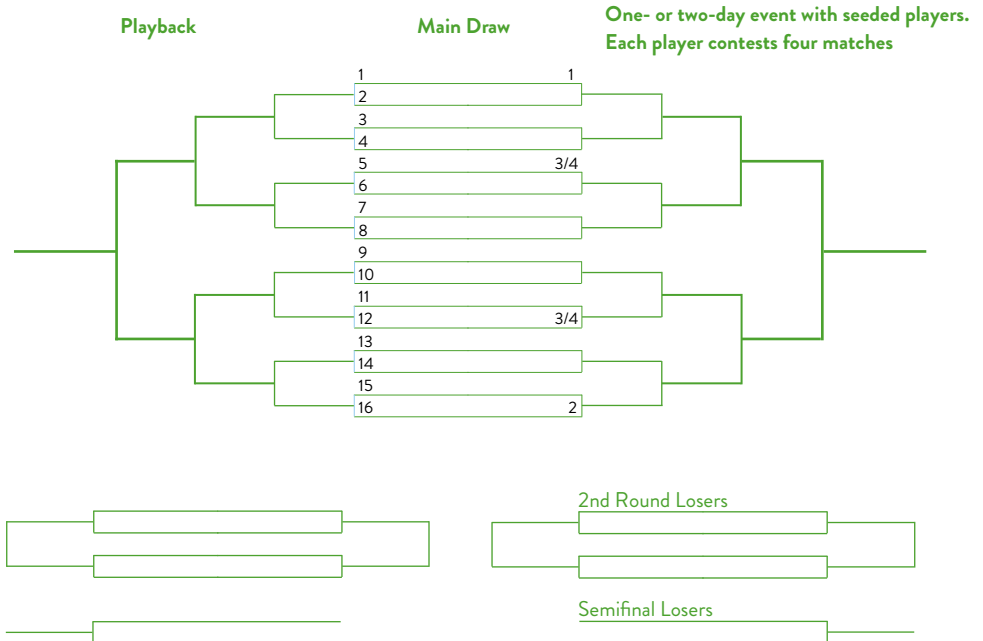 Playback
Main Draw
One- or two-day event with seeded players.
Each player contests four matches
1 1
2
3
4
5 3/4
6
7
8
9
10
11
12 3/4
13
14
15
16 2
2nd Round Losers
Semifinal Losers